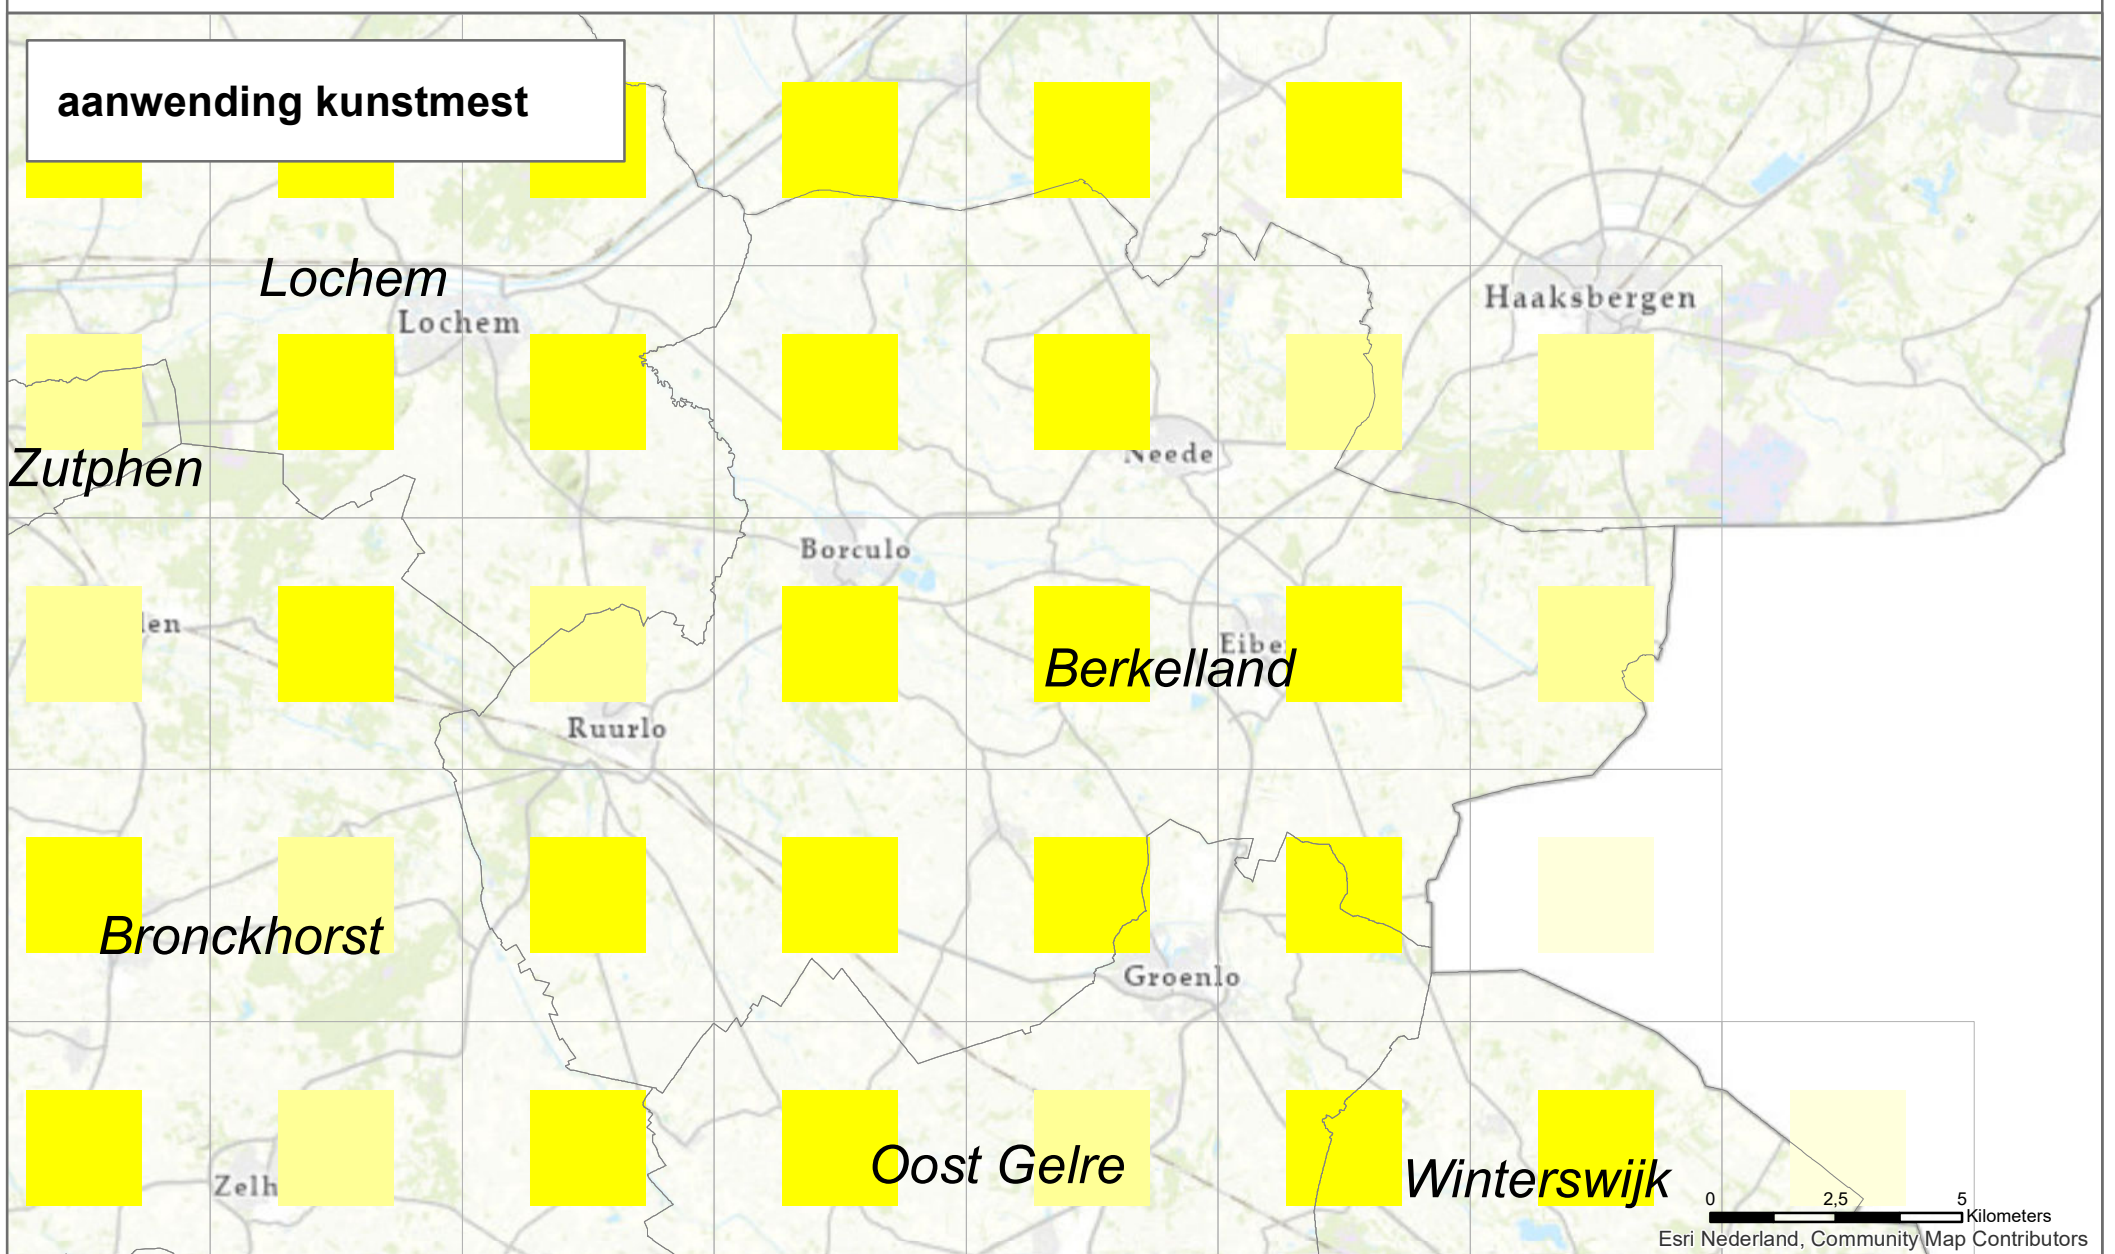 aanwending kunstmest
Lochem
Lochem
Haaksbergen
Zutphen
Neede
Borculo
Berkelland
Ruurlo
Bronckhorst
Groenlo
Oost Gelre
Winterswijk
0 2,5 5
Kilometers
Esri Nederland, Community Map Contributors